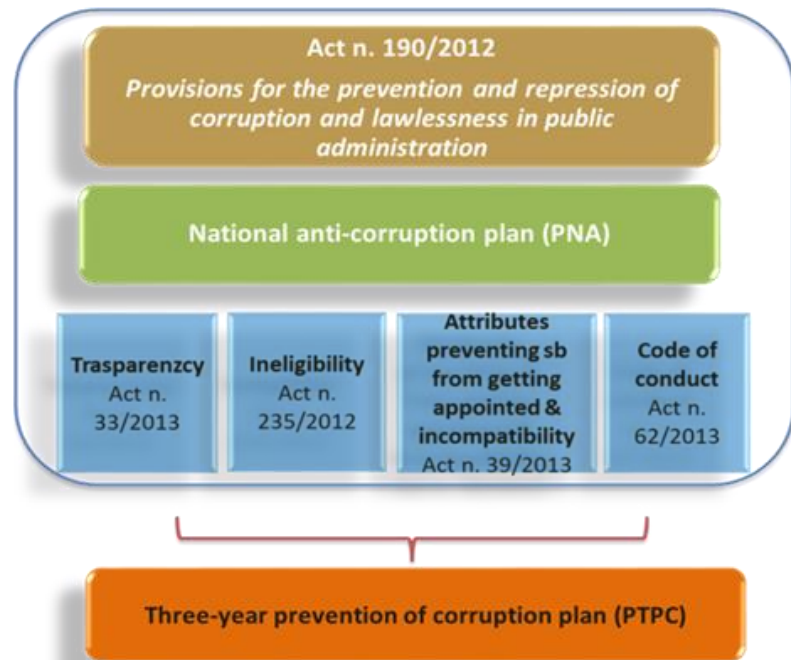 Act n. 190/2012
Provisions for the prevention and repression of
corruption and lawlessness in public
administration
National anti-corruption plan (PNA)
Trasparenzcy
Act n.
33/2013
Ineligibility
Act n.
235/2012
Attributes
preventing sb
from getting
appointed &
incompatibility
Act n. 39/2013
Code of
conduct
Act n.
62/2013
Three-year prevention of corruption plan (PTPC)